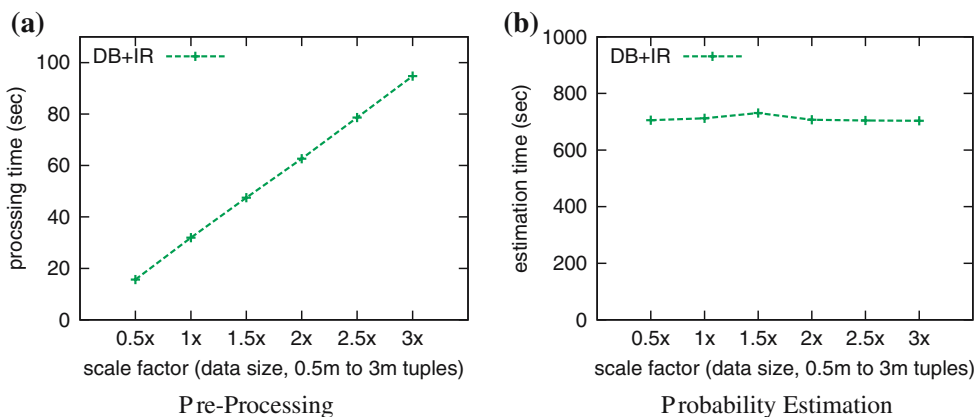 (a)
DB+IR
100
80
60
40
20
0
procssing time (sec)
0.5x 1x 1.5x 2x 2.5x 3x
scale factor (data size, 0.5m to 3m tuples)
Pre-Processing
(b)
1000
DB+IR
800
600
400
200
0
estimation time (sec)
0.5x 1x 1.5x 2x 2.5x 3x
scale factor (data size, 0.5m to 3m tuples)
Probability Estimation